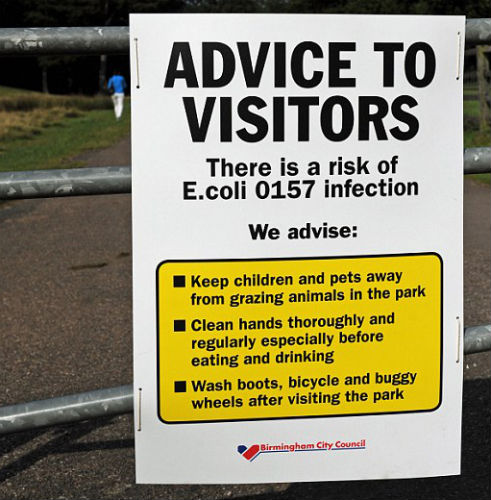 ADVICE TO
VISITORS
There is a risk of
E.coli 0157 infection
We advise:
■ Keep children and pets away
from grazing animals in the park
■ Clean hands thoroughly and
regularly especially before
eating and drinking
■ Wash boots, bicycle and buggy
wheels after visiting the park
Birmingham City Council